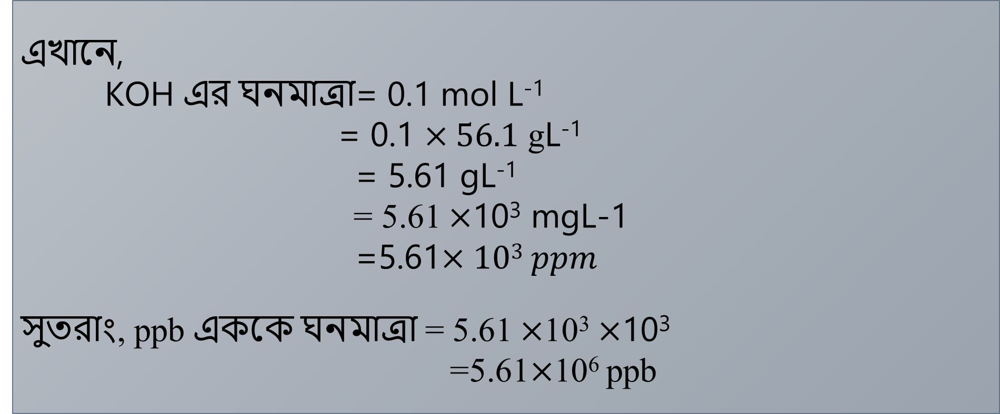 এখানে,
KOH এর ঘনমাত্রা= 0.1 mol L⁻¹
= 0.1 × 56.1 gL⁻¹
= 5.61 gL⁻¹
= 5.61 ×10³ mgL-1
=5.61× 10³ ppm
সুতরাং, ppb এককে ঘনমাত্রা = 5.61 ×10³ ×10³
=5.61×10⁶ ppb